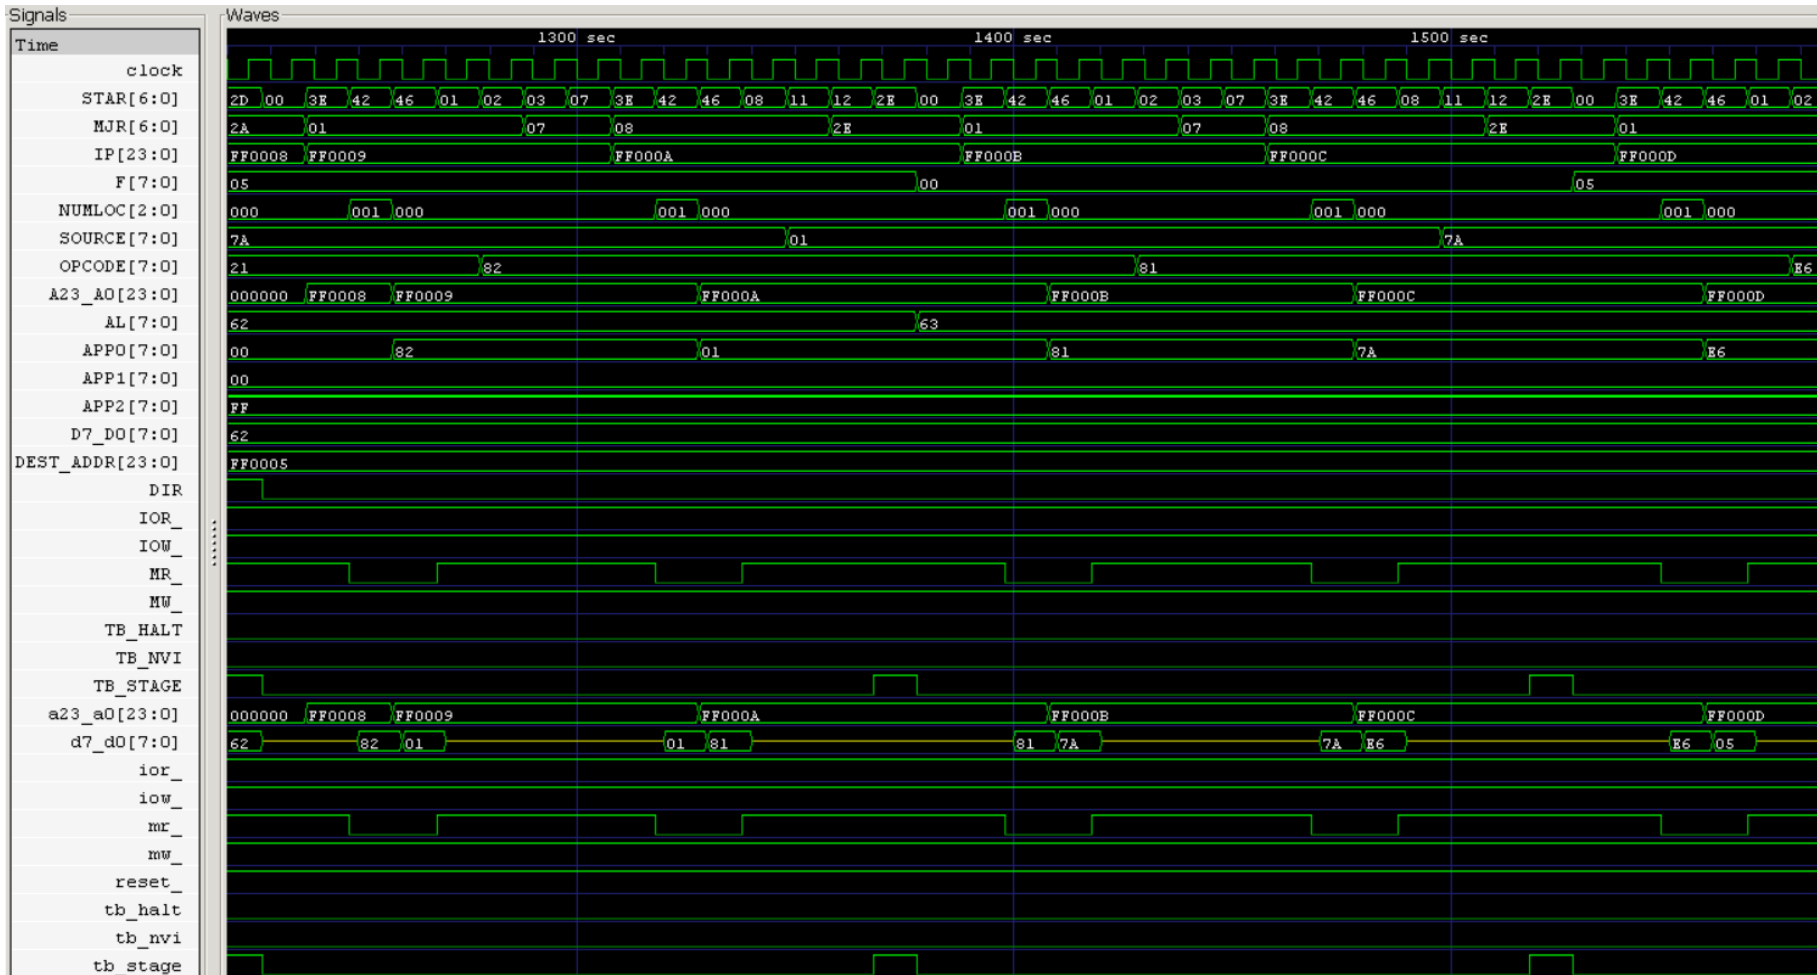 Signals Waves
Time 1300 sec 1400 sec 1500 sec
clock
STAR[6:0] 2D 00 3E 42 46 01 02 03 07 3E 42 46 08 11 12 2E 00 3E 42 46 01 02 03 07 3E 42 46 08 11 12 2E 00 3E 42 46 01 02
MJR[6:0] 2A 01 07 08 2E 01 07 08 2E 01
IP[23:0] FF0008 FF0009 FF000A FF000B FF000C FF000D
F[7:0] 05 00 05
NUMLOC[2:0] 000 001 000 001 000 001 000 001 000 001 000
SOURCE[7:0] 7A 01 7A
OPCODE[7:0] 21 82 81 E6
A23_A0[23:0] 000000 FF0008 FF0009 FF000A FF000B FF000C FF000D
AL[7:0] 62 63
APP0[7:0] 00 82 01 81 7A E6
APP1[7:0] 00
APP2[7:0] FF
D7_D0[7:0] 62
DEST_ADDR[23:0] FF0005
DIR
IOR_
IOW_
MR_
MW_
TB_HALT
TB_NVI
TB_STAGE
a23_a0[23:0] 000000 FF0008 FF0009 FF000A FF000B FF000C FF000D
d7_d0[7:0] 62 82 01 01 81 81 7A 7A E6 E6 05
ior_
iow_
mr_
mw_
reset_
tb_halt
tb_nvi
tb_stage